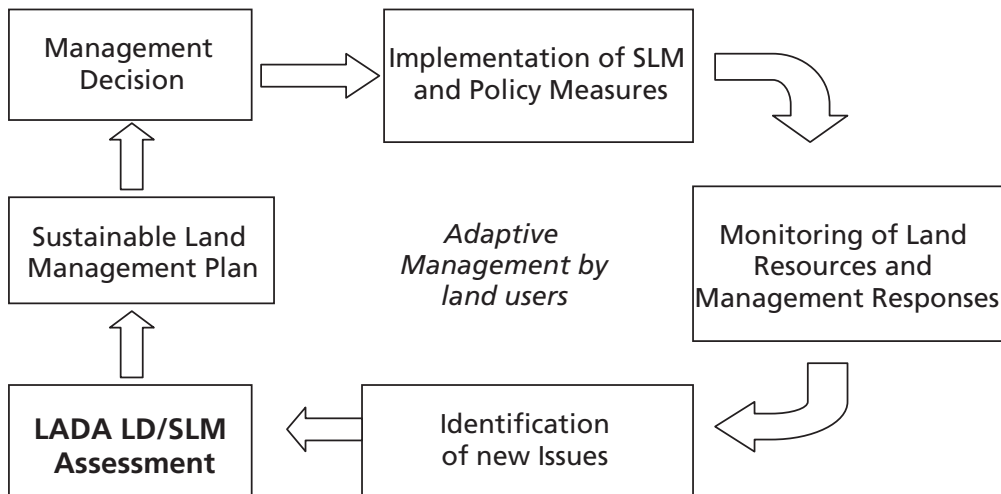 Management
Decision
Implementation of SLM
and Policy Measures
Sustainable Land
Management Plan
Adaptive
Management by
land users
Monitoring of Land
Resources and
Management Responses
LADA LD/SLM
Assessment
Identification
of new Issues